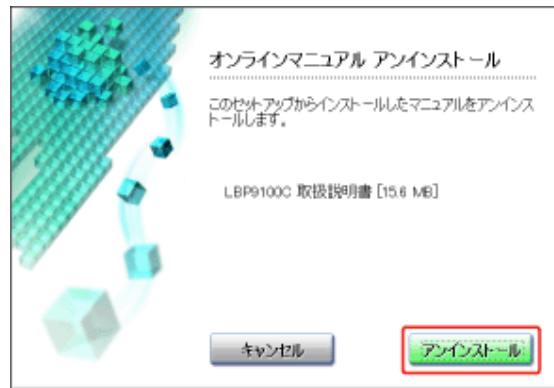 オンラインマニュアル アンインストール
このセットアップからインストールしたマニュアルをアンインス
トールします。
LBP9100C 取扱説明書 [15.6 MB]
キャンセル
アンインストール